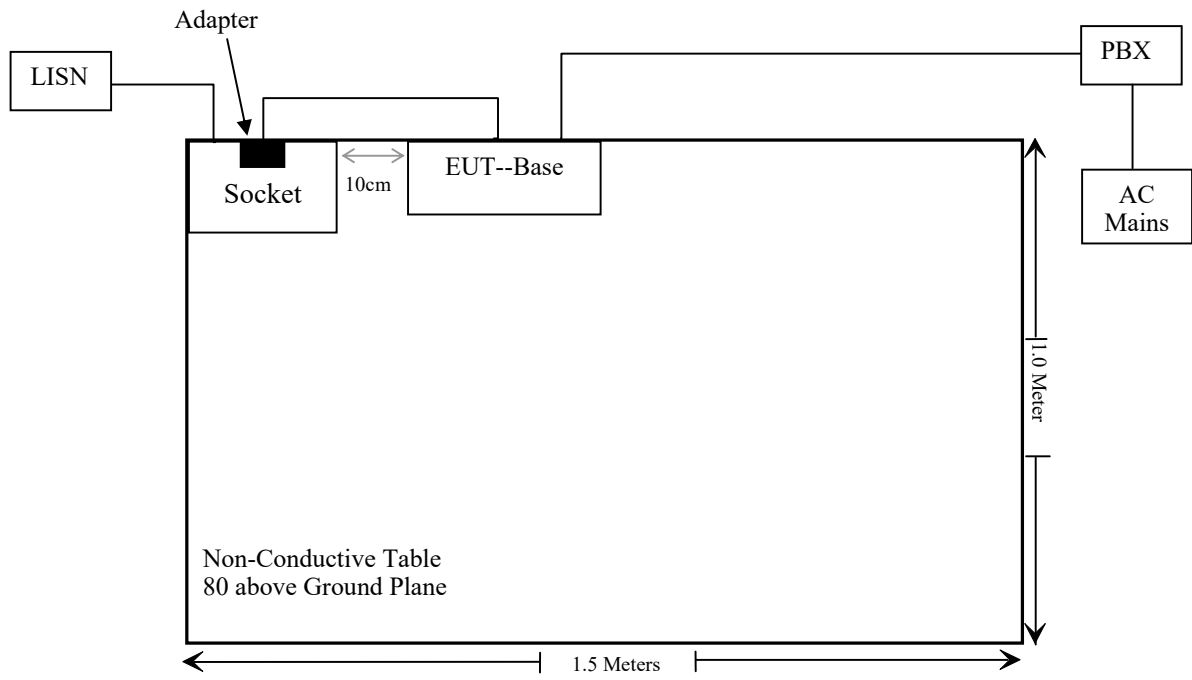 Adapter
LISN
PBX
Socket
10cm
EUT--Base
AC
Mains
1.0 Meter
Non-Conductive Table
80 above Ground Plane
1.5 Meters